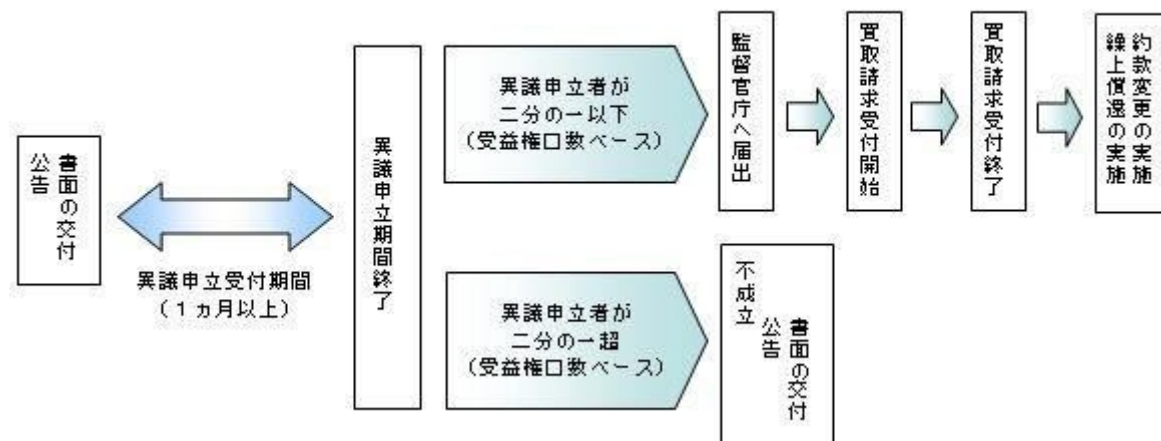 書面の交付
公告
異議申立受付期間
（１ヵ月以上）
異議申立期間終了
異議申立者が
二分の一以下
（受益権口数ベース）
監督官庁へ届出
買取請求受付開始
買取請求受付終了
約款変更の実施
繰上償還の実施
異議申立者が
二分の一超
（受益権口数ベース）
不成立
書面の交付
公告